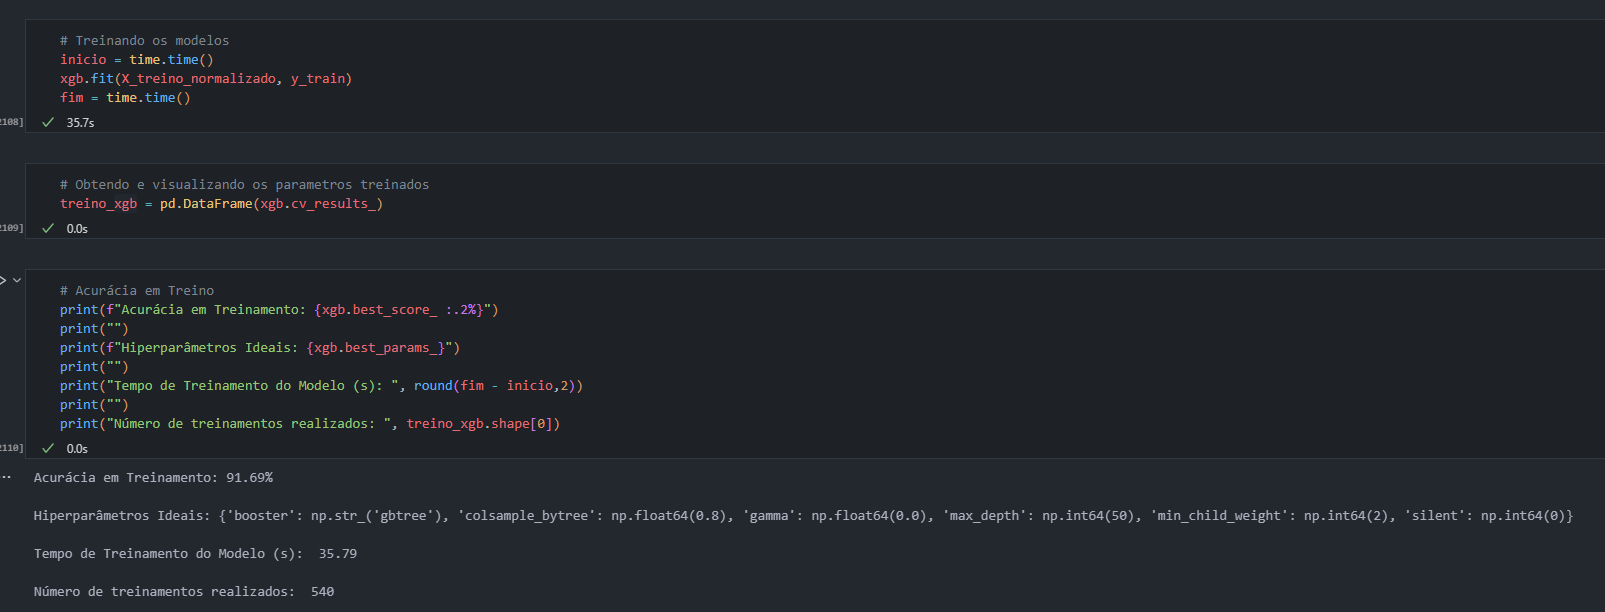 # Treinando os modelos
inicio = time.time()
xgb.fit(X_treino_normalizado, y_train)
fim = time.time()
2108] ✓ 35.7s
# Obtendo e visualizando os parametros treinados
treino_xgb = pd.DataFrame(xgb.cv_results_)
2109] ✓ 0.0s
# Acurácia em Treino
print(f"Acurácia em Treinamento: {xgb.best_score_ :.2%}")
print("")
print(f"Hiperparâmetros Ideais: {xgb.best_params_}")
print("")
print("Tempo de Treinamento do Modelo (s): ", round(fim - inicio,2))
print("")
print("Número de treinamentos realizados: ", treino_xgb.shape[0])
2110] ✓ 0.0s
... Acurácia em Treinamento: 91.69%
Hiperparâmetros Ideais: {'booster': np.str_('gbtree'), 'colsample_bytree': np.float64(0.8), 'gamma': np.float64(0.0), 'max_depth': np.int64(50), 'min_child_weight': np.int64(2), 'silent': np.int64(0)}
Tempo de Treinamento do Modelo (s):  35.79
Número de treinamentos realizados:  540